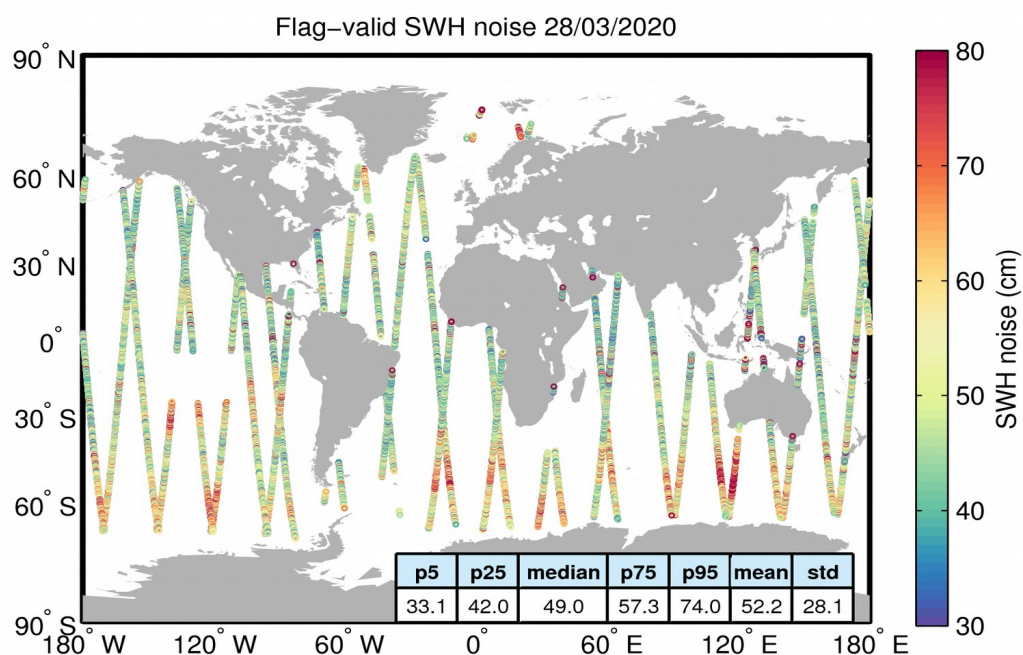 Flag−valid SWH noise 28/03/2020
90° N
60° N
30° N
0°
30° S
60° S
90° S
180° W
120° W
60° W
0°
60° E
120° E
180° E
80
70
60
50
40
30
SWH noise (cm)
p5 p25 median p75 p95 mean std
33.1 42.0 49.0 57.3 74.0 52.2 28.1